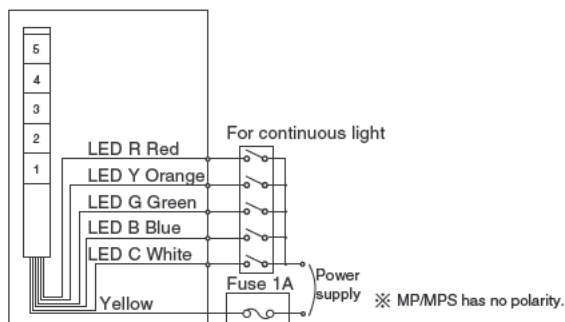 5
4
3
2
1
For continuous light
LED R Red
LED Y Orange
LED G Green
LED B Blue
LED C White
Fuse 1A
Yellow
Power
supply
※ MP/MPS has no polarity.